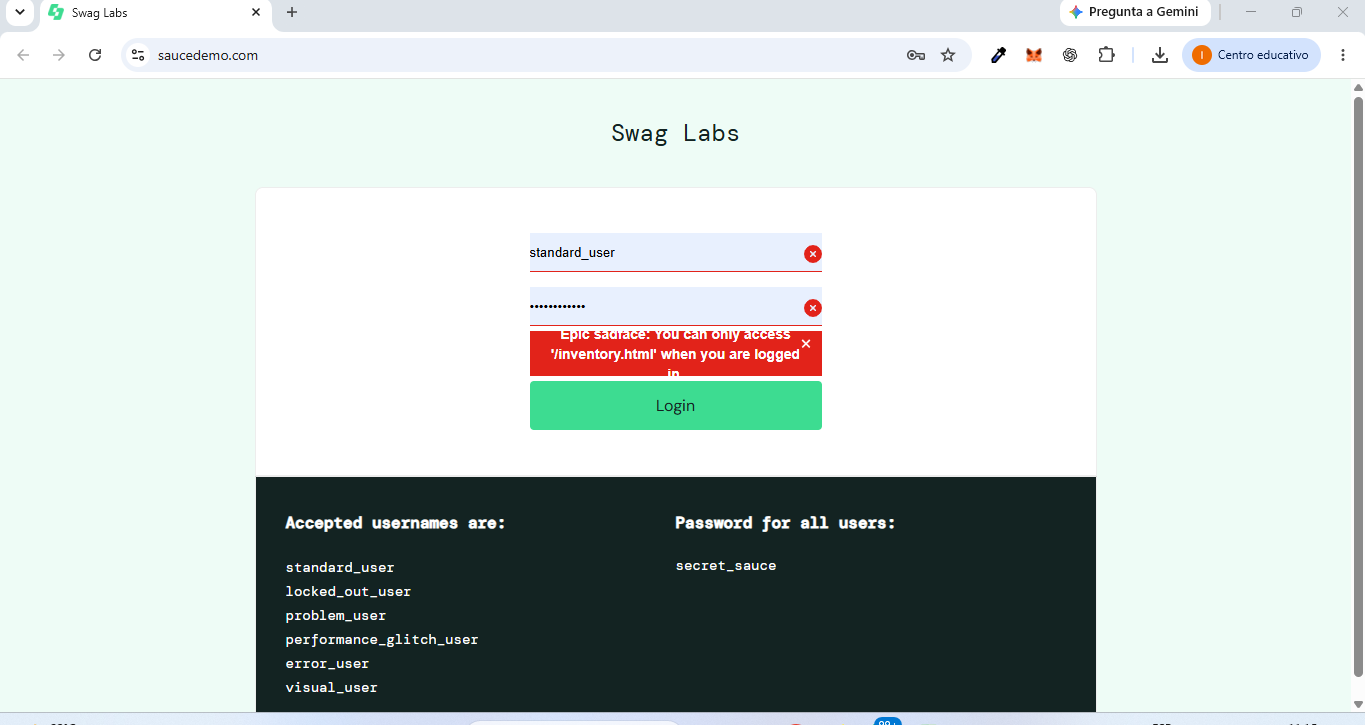 Swag Labs
Pregunta a Gemini
saucedemo.com
Centro educativo
Swag Labs
standard_user
Epic sadface: You can only access
'/inventory.html' when you are logged
in
Login
Accepted usernames are:
standard_user
locked_out_user
problem_user
performance_glitch_user
error_user
visual_user
Password for all users:
secret_sauce